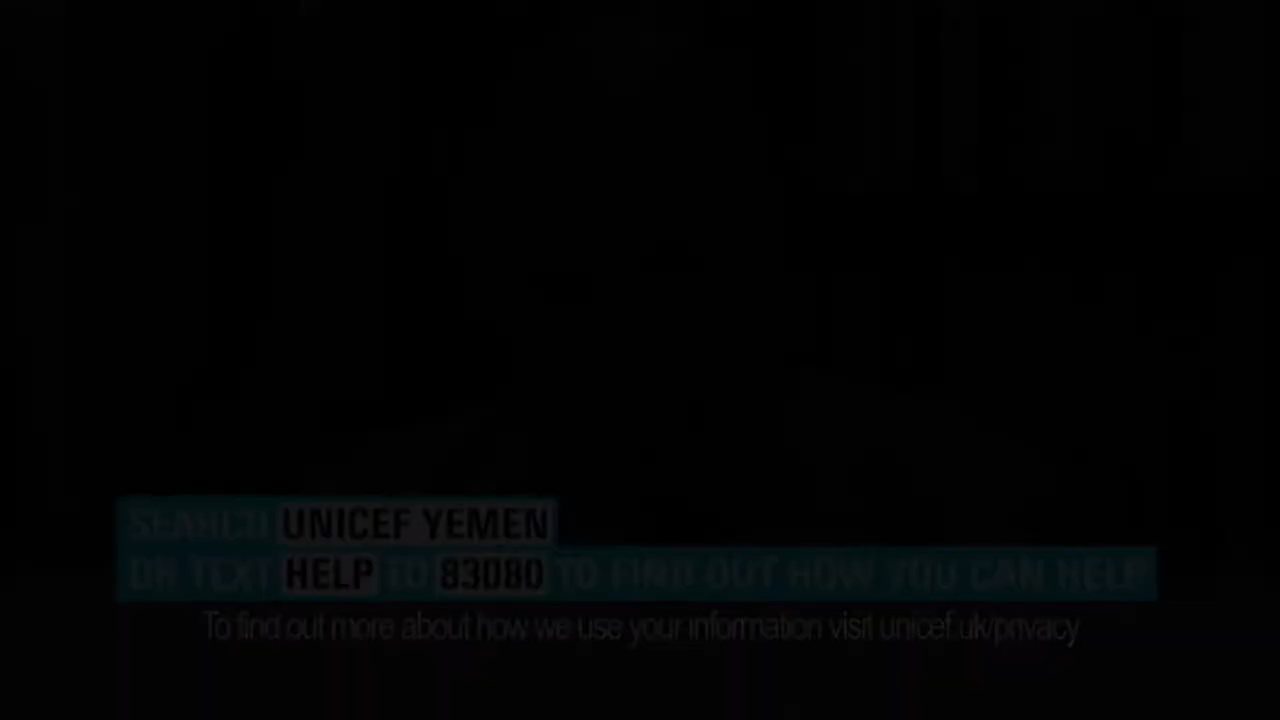 SEARCH UNICEF YEMEN
OR TEXT HELP TO 83080 TO FIND OUT HOW YOU CAN HELP
To find out more about how we use your information visit unicef.uk/privacy